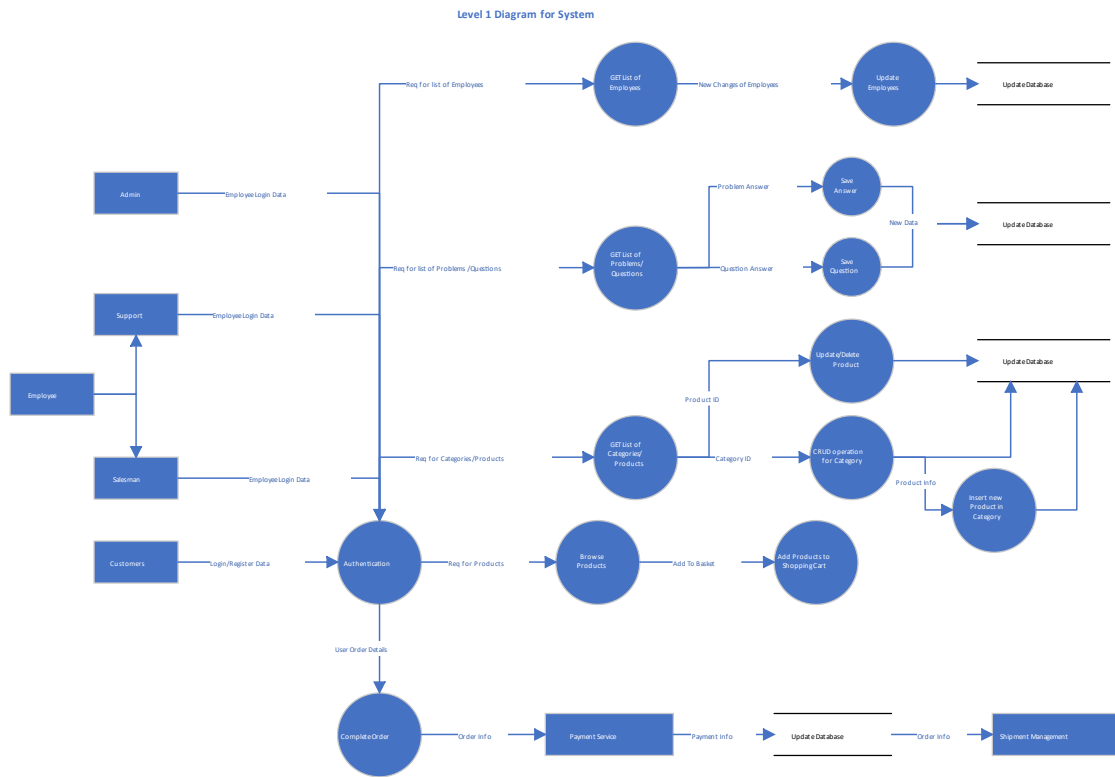 Level 1 Diagram for System
Req for list of Employees
GET List of
Employees
New Changes of Employees
Update
Employees
Update Database
Admin
Employee Login Data
Problem Answer
Save
Answer
New Data
Update Database
Req for list of Problems /Questions
GET List of
Problems/
Questions
Question Answer
Save
Question
Support
Employee Login Data
Update/Delete
Product
Update Database
Employee
Product ID
Req for Categories/Products
GET List of
Categories/
Products
Category ID
CRUD operation
for Category
Salesman
Employee Login Data
Product Info
Insert new
Product in
Category
Customers
Login/Register Data
Authentication
Req for Products
Browse
Products
Add To Basket
Add Products to
Shopping Cart
User Order Details
Complete Order
Order Info
Payment Service
Payment Info
Update Database
Order Info
Shipment Management